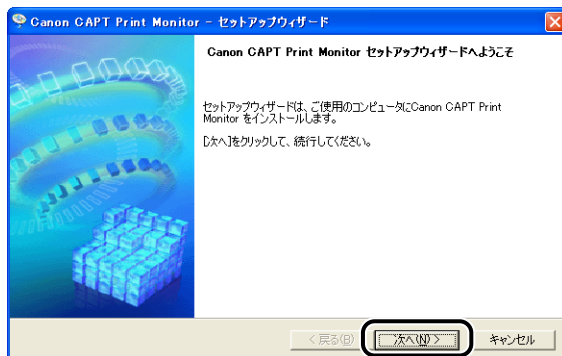 Canon CAPT Print Monitor - セットアップウィザード
Canon CAPT Print Monitor セットアップウィザードへようこそ
セットアップウィザードは、ご使用のコンピュータにCanon CAPT Print
Monitor をインストールします。
[次へ]をクリックして、続行してください。
< 戻る(B)
次へ(N) >
キャンセル